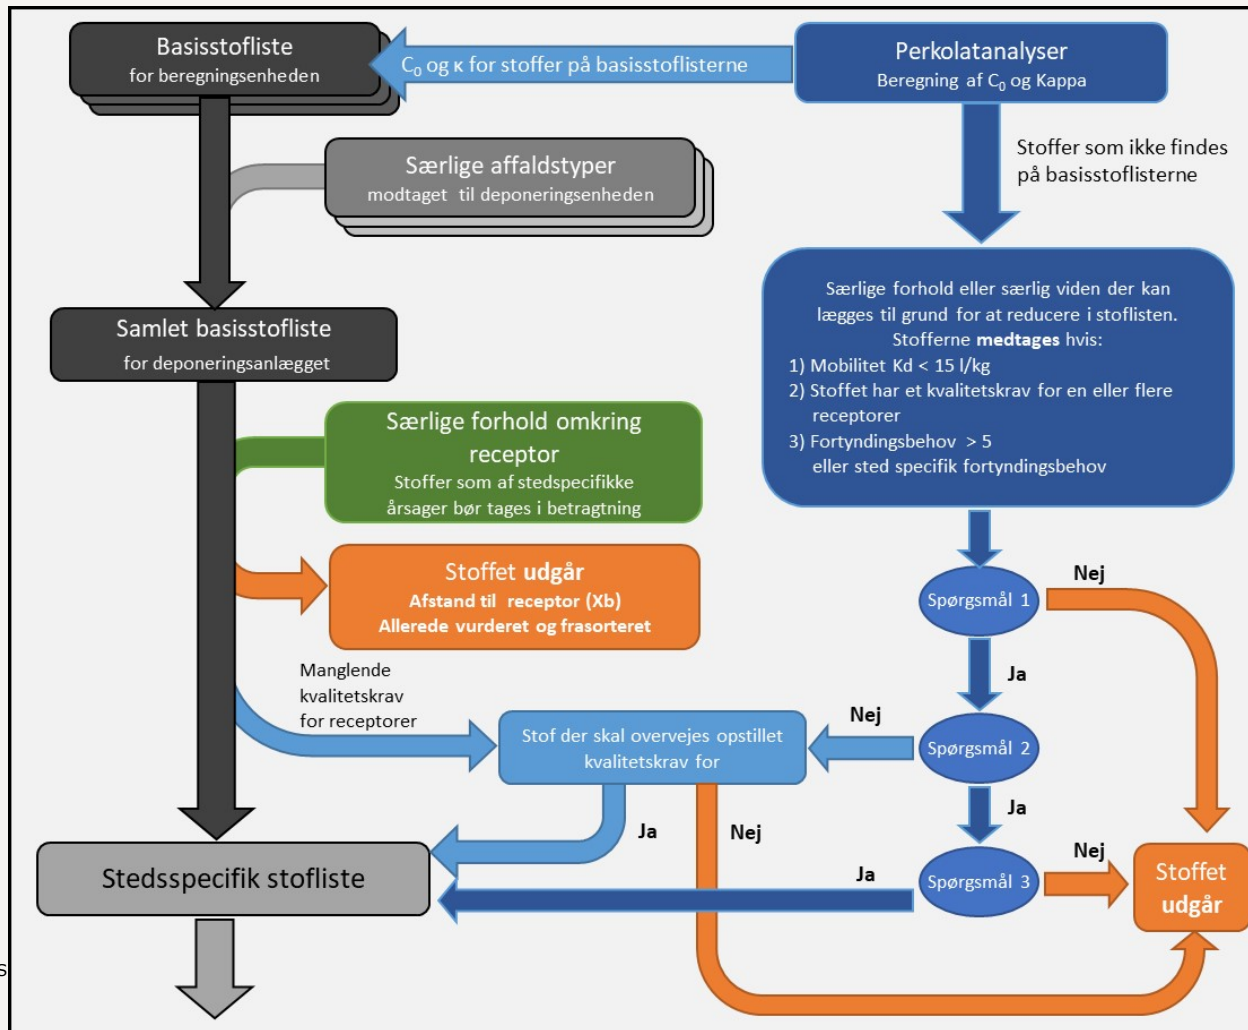 Basisstofliste
for beregningsenheden
C₀ og κ for stoffer på basisstoflisterne
Perkolatanalyser
Beregning af C₀ og Kappa
Særlige affaldstyper
modtaget til deponeringsenheden
Stoffer som ikke findes
på basisstoflisterne
Samlet basisstofliste
for deponeringsanlægget
Særlige forhold eller særlig viden der kan
lægges til grund for at reducere i stoflisten.
Stofferne medtages hvis:
1) Mobilitet Kd < 15 l/kg
2) Stoffet har et kvalitetskrav for en eller flere
receptorer
3) Fortyndingsbehov > 5
eller sted specifik fortyndingsbehov
Særlige forhold omkring
receptor
Stoffer som af stedspecifikke
årsager bør tages i betragtning
Stoffet udgår
Afstand til receptor (Xb)
Allerede vurderet og frasorteret
Spørgsmål 1
Nej
Ja
Manglende
kvalitetskrav
for receptorer
Stof der skal overvejes opstillet
kvalitetskrav for
Nej
Spørgsmål 2
Ja
Ja
Nej
Stedsspecifik stofliste
Ja
Spørgsmål 3
Nej
Stoffet
udgår
s